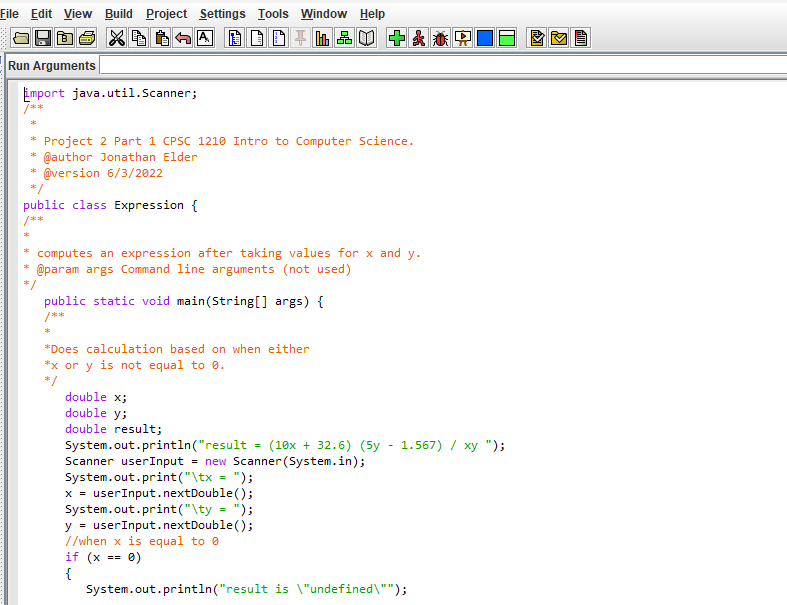 File Edit View Build Project Settings Tools Window Help
Run Arguments
import java.util.Scanner;
/**
*
* Project 2 Part 1 CPSC 1210 Intro to Computer Science.
* @author Jonathan Elder
* @version 6/3/2022
*/
public class Expression {
/**
*
* computes an expression after taking values for x and y.
* @param args Command line arguments (not used)
*/
public static void main(String[] args) {
/**
*
*Does calculation based on when either
*x or y is not equal to 0.
*/
double x;
double y;
double result;
System.out.println("result = (10x + 32.6) (5y - 1.567) / xy ");
Scanner userInput = new Scanner(System.in);
System.out.print("\tx = ");
x = userInput.nextDouble();
System.out.print("\ty = ");
y = userInput.nextDouble();
//when x is equal to 0
if (x == 0)
{
System.out.println("result is \"undefined\"");